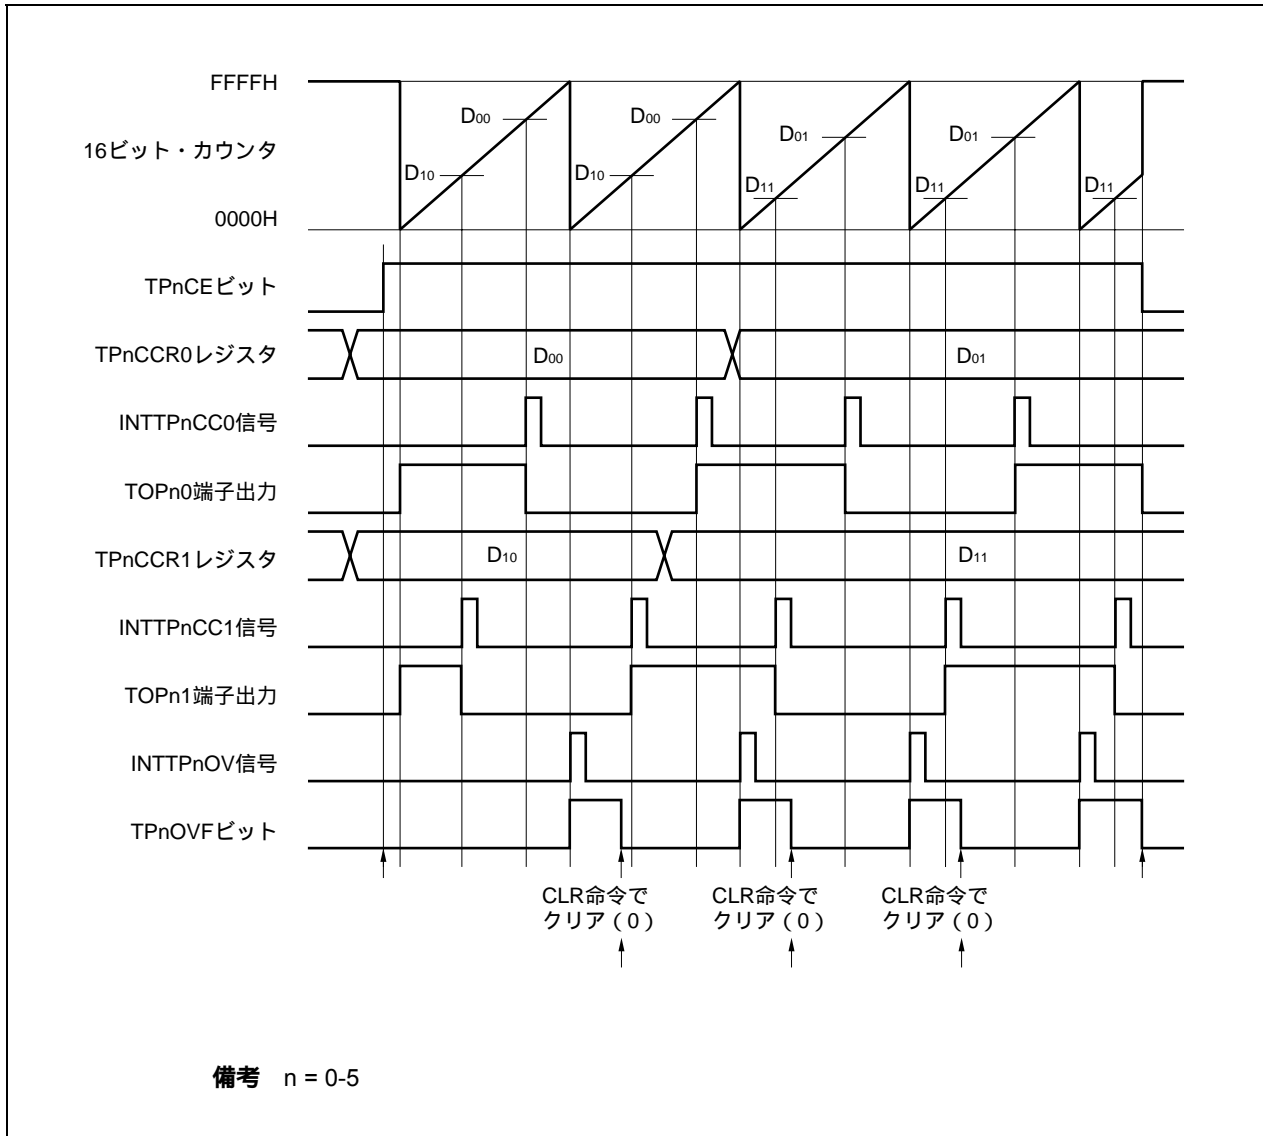 FFFFH
D00
D00
D01
D01
16ビット・カウンタ
D10
D10
D11
D11
D11
0000H
TPnCEビット
TPnCCR0レジスタ
D00
D01
INTTPnCC0信号
TOPn0端子出力
TPnCCR1レジスタ
D10
D11
INTTPnCC1信号
TOPn1端子出力
INTTPnOV信号
TPnOVFビット
CLR命令で
クリア(0)
CLR命令で
クリア(0)
CLR命令で
クリア(0)
備考 n = 0-5